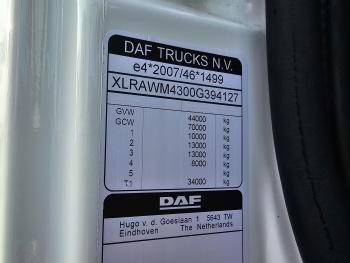 DAF TRUCKS N.V.
e4*2007/46*1499
XLRAWM4300G394127
GVW 44000 kg
GCW 70000 kg
1 10000 kg
2 13000 kg
3 13000 kg
4 8000 kg
5 kg
T.1 34000 kg
DAF
Hugo v. d. Goeslaan 1 5643 TW
Eindhoven The Netherlands